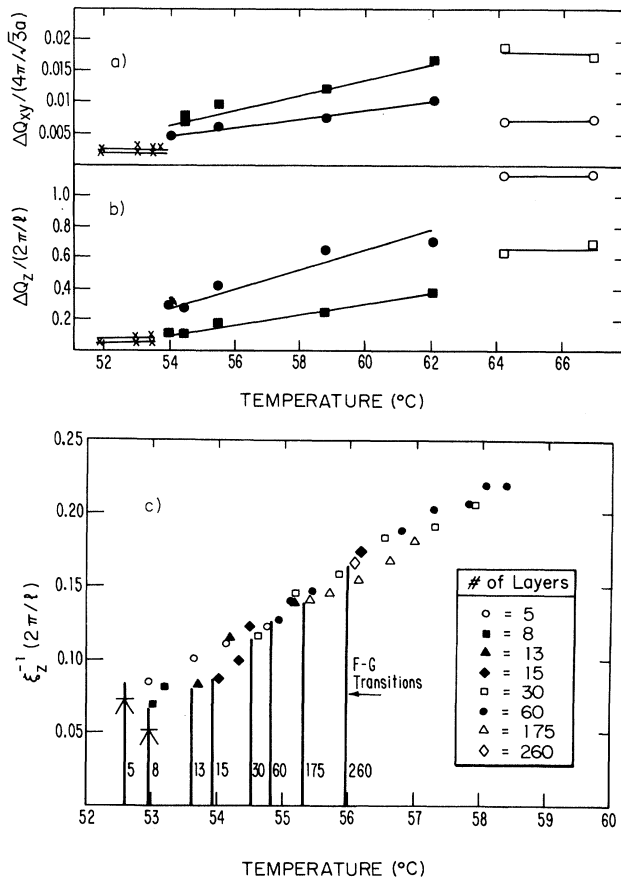 ΔQxy/(4π/√3a)
0.02
0.015
0.01
0.005
a)
ΔQz/(2π/ℓ)
1.0
0.8
0.6
0.4
0.2
b)
52 54 56 58 60 62 64 66
TEMPERATURE (°C)
ξz⁻¹ (2π/ℓ)
0.25
0.20
0.15
0.10
0.05
c)
F-G
Transitions
# of Layers
○ = 5
■ = 8
▲ = 13
◆ = 15
□ = 30
● = 60
△ = 175
◇ = 260
5 8 13 15 30 60 175 260
52 53 54 55 56 57 58 59 60
TEMPERATURE (°C)